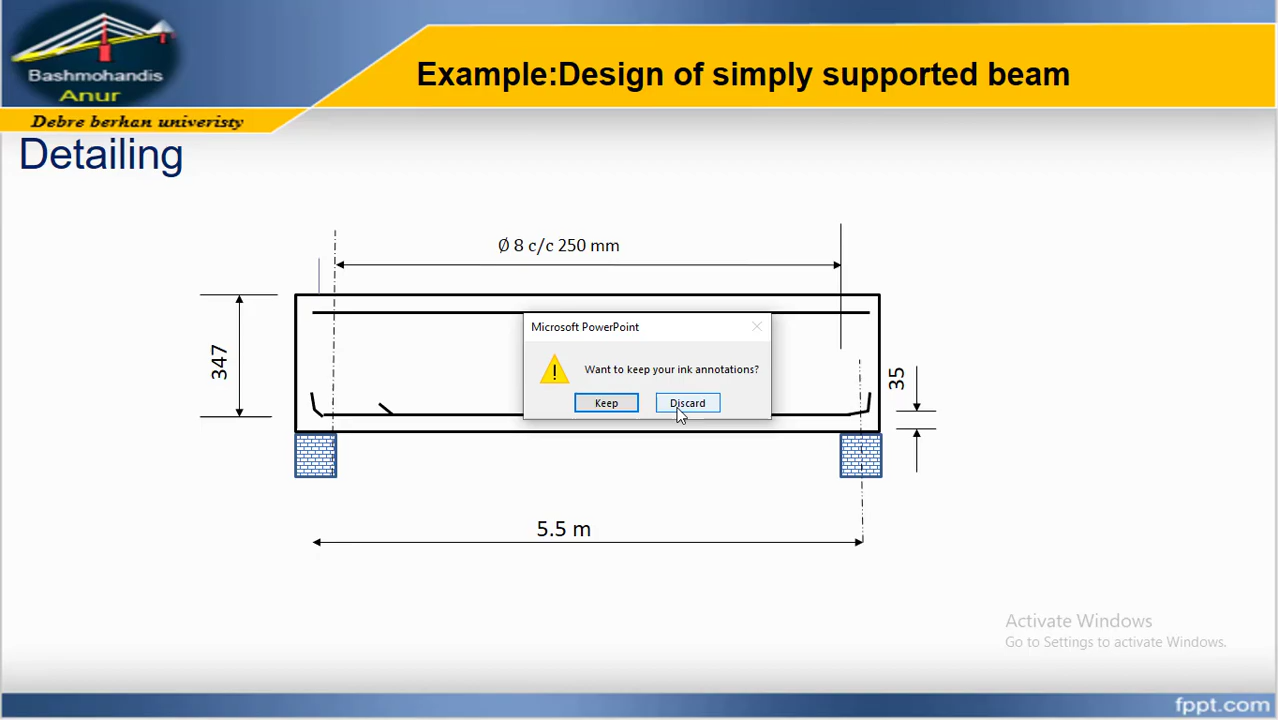 Bashmohandis
Anur
Debre berhan univeristy
Example:Design of simply supported beam
Detailing
Ø 8 c/c 250 mm
347
35
Microsoft PowerPoint
Want to keep your ink annotations?
Keep
Discard
5.5 m
Activate Windows
Go to Settings to activate Windows.
fppt.com